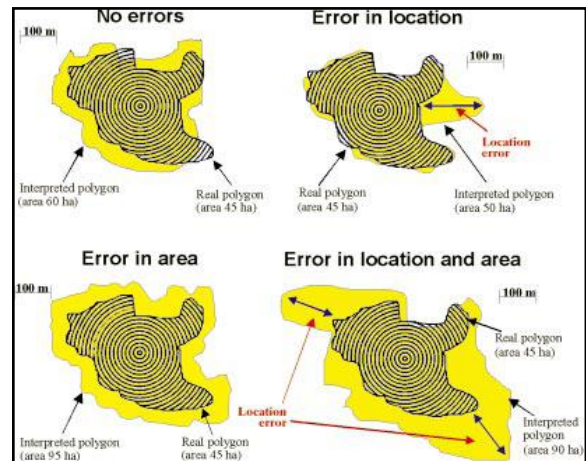 No errors
100 m
Interpreted polygon
(area 60 ha)
Real polygon
(area 45 ha)
Error in location
100 m
Location
error
Real polygon
(area 45 ha)
Interpreted polygon
(area 50 ha)
Error in area
100 m
Interpreted polygon
(area 95 ha)
Real polygon
(area 45 ha)
Error in location and area
100 m
Real polygon
(area 45 ha)
Location
error
Interpreted polygon
(area 90 ha)